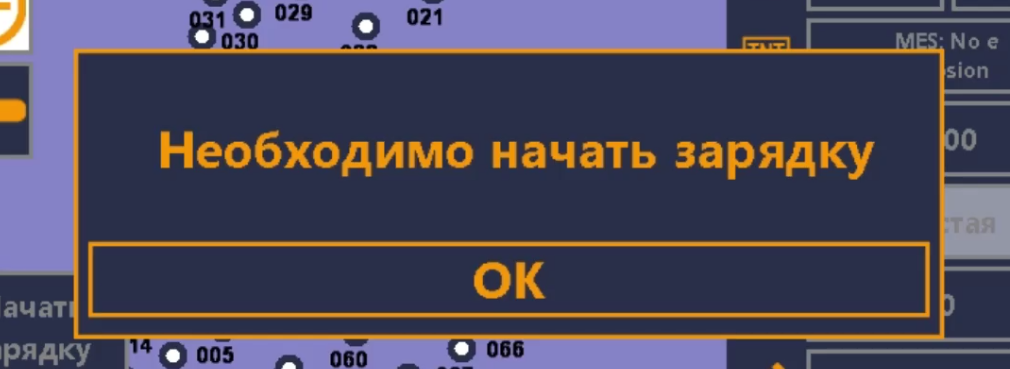 031
029
021
030
TNT
MES: No e
sion
Необходимо начать зарядку
00
стая
OK
0
ачать
рядку
14
005
060
066